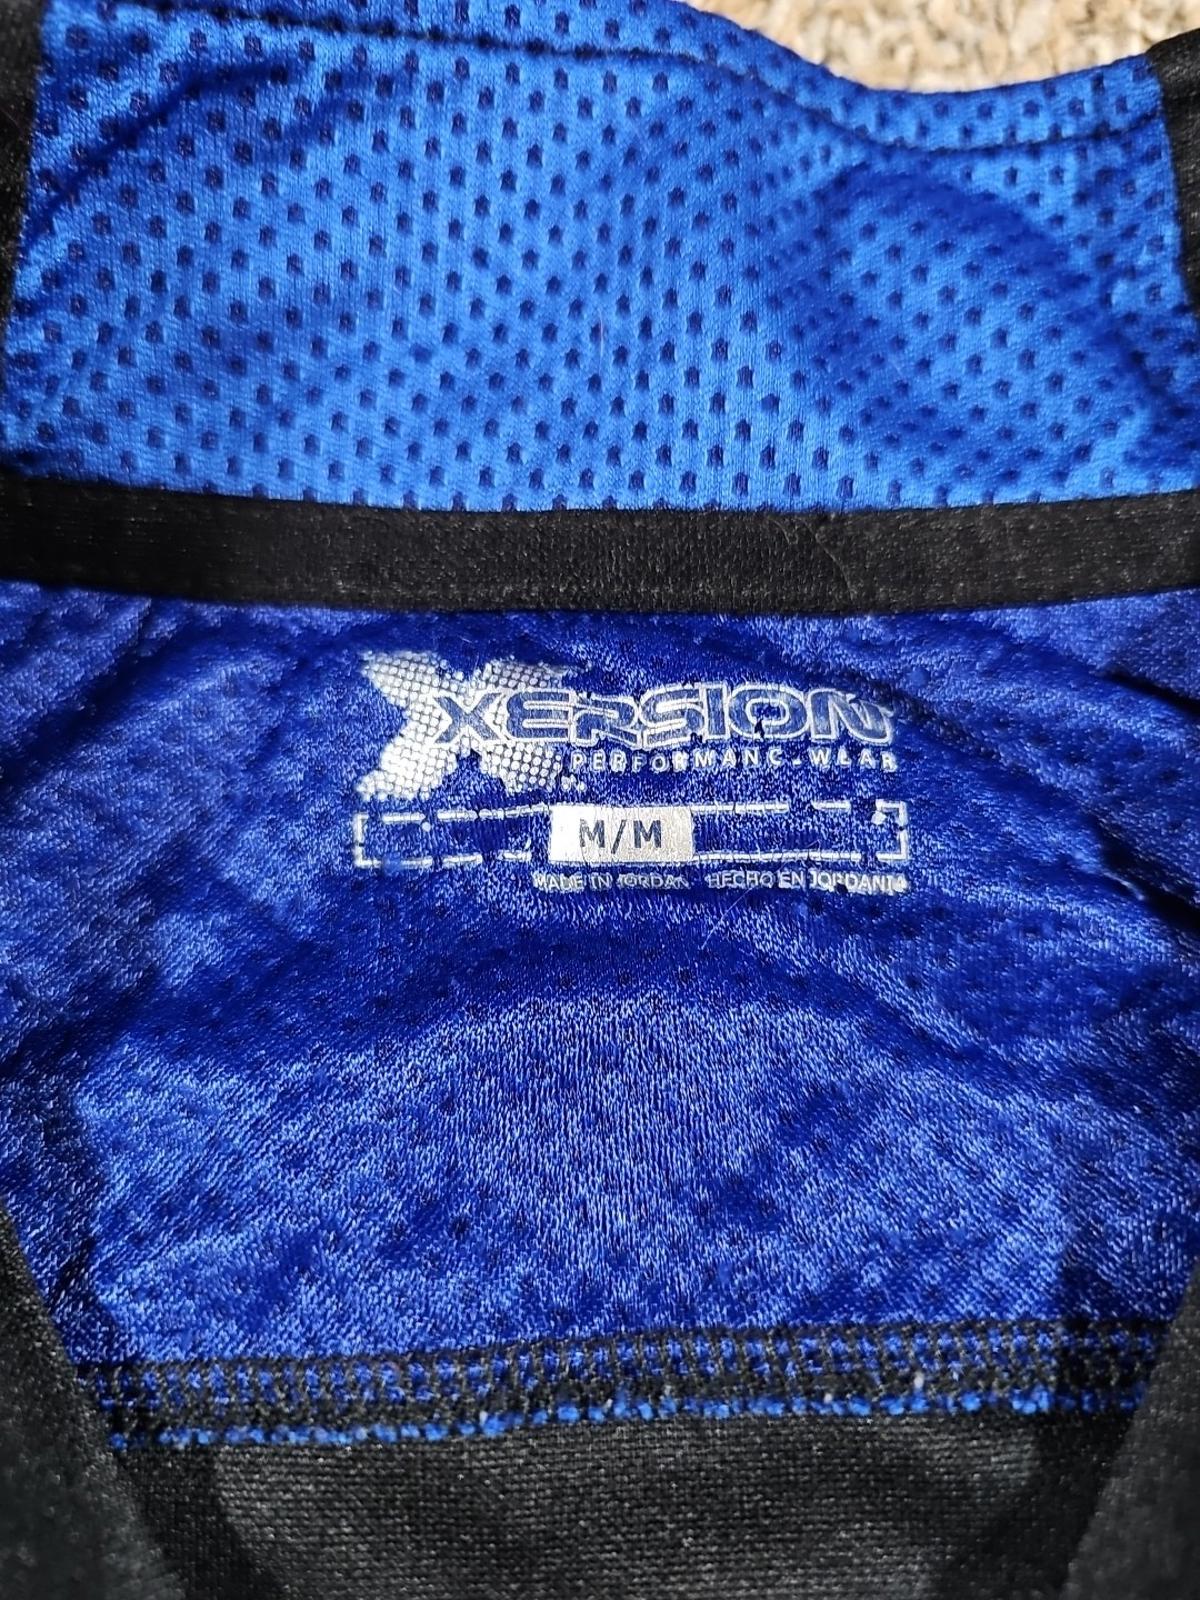 XERSION
PERFORMANC. WEAR
M/M
MADE IN JORDAN HECHO EN JORDANIA